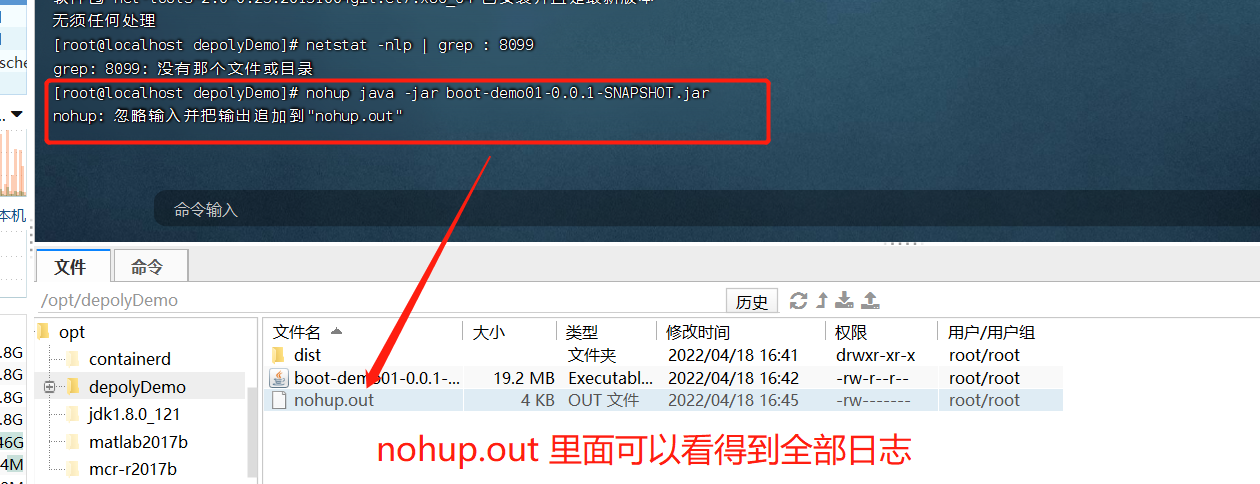 无须任何处理
[root@localhost depolyDemo]# netstat -nlp | grep : 8099
grep: 8099: 没有那个文件或目录
[root@localhost depolyDemo]# nohup java -jar boot-demo01-0.0.1-SNAPSHOT.jar
nohup: 忽略输入并把输出追加到"nohup.out"
命令输入
本机
文件 命令
/opt/depolyDemo 历史
opt
containerd
depolyDemo
jdk1.8.0_121
matlab2017b
mcr-r2017b
文件名 大小 类型 修改时间 权限 用户/用户组
dist 文件夹 2022/04/18 16:41 drwxr-xr-x root/root
boot-demo01-0.0.1-... 19.2 MB Executabl... 2022/04/18 16:42 -rw-r--r-- root/root
nohup.out 4 KB OUT 文件 2022/04/18 16:45 -rw------- root/root
nohup.out 里面可以看得到全部日志